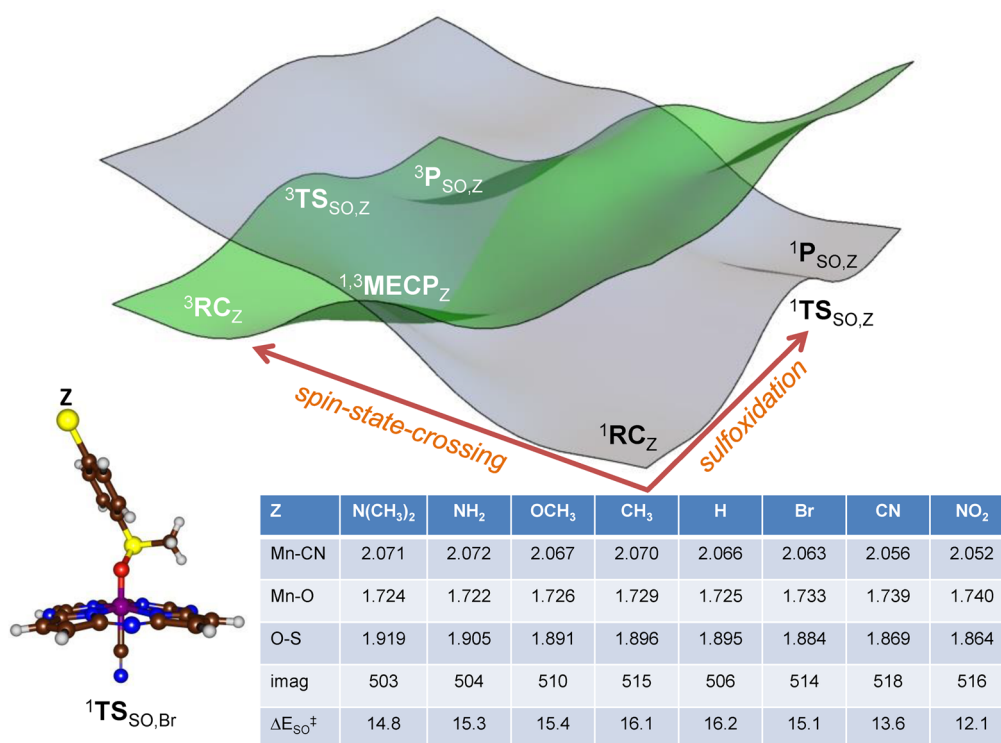 ³TS_SO,Z
³P_SO,Z
³RC_Z
¹,³MECP_Z
¹P_SO,Z
¹TS_SO,Z
¹RC_Z
spin-state-crossing
sulfoxidation
Z
¹TS_SO,Br
Z N(CH₃)₂ NH₂ OCH₃ CH₃ H Br CN NO₂
Mn-CN 2.071 2.072 2.067 2.070 2.066 2.063 2.056 2.052
Mn-O 1.724 1.722 1.726 1.729 1.725 1.733 1.739 1.740
O-S 1.919 1.905 1.891 1.896 1.895 1.884 1.869 1.864
imag 503 504 510 515 506 514 518 516
ΔE_SO‡ 14.8 15.3 15.4 16.1 16.2 15.1 13.6 12.1